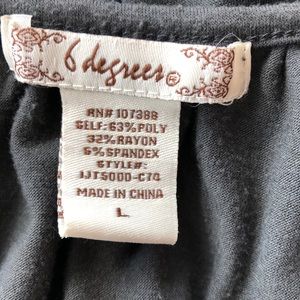 6 degrees®
RN# 107388
SELF: 63% POLY
32% RAYON
5% SPANDEX
STYLE#:
IJT5000-C74
MADE IN CHINA
L